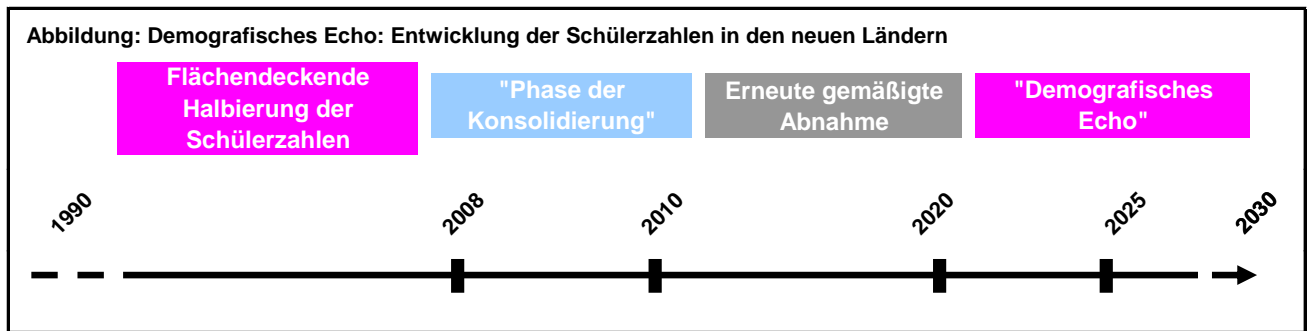 Abbildung: Demografisches Echo: Entwicklung der Schülerzahlen in den neuen Ländern
Flächendeckende
Halbierung der
Schülerzahlen
"Phase der
Konsolidierung"
Erneute gemäßigte
Abnahme
"Demografisches
Echo"
1990
2008
2010
2020
2025
2030